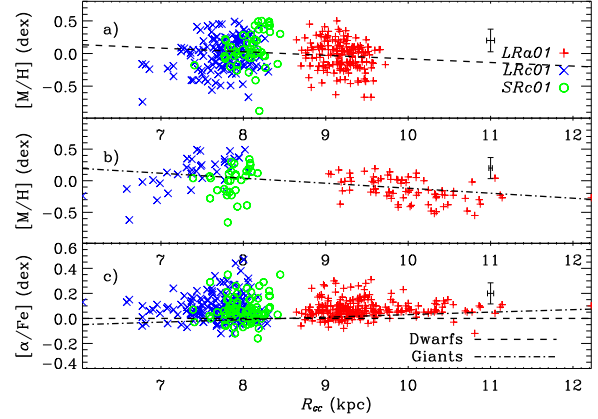 a)
[M/H] (dex)
0.5
0.0
−0.5
LRa01
LRc01
SRc01
7 8 9 10 11 12
b)
[M/H] (dex)
0.5
0.0
−0.5
7 8 9 10 11 12
c)
[α/Fe] (dex)
0.6
0.4
0.2
0.0
−0.2
−0.4
Dwarfs
Giants
7 8 9 10 11 12
R_GC (kpc)